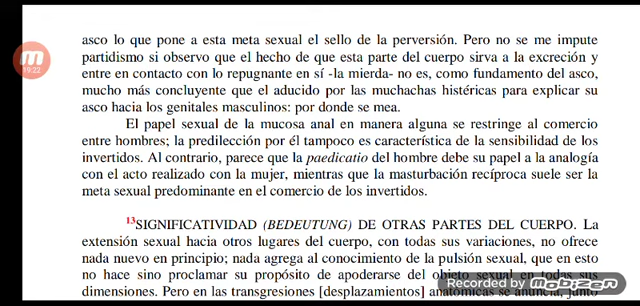 asco lo que pone a esta meta sexual el sello de la perversión. Pero no se me impute
partidismo si observo que el hecho de que esta parte del cuerpo sirva a la excreción y
entre en contacto con lo repugnante en sí -la mierda- no es, como fundamento del asco,
mucho más concluyente que el aducido por las muchachas histéricas para explicar su
asco hacia los genitales masculinos: por donde se mea.
El papel sexual de la mucosa anal en manera alguna se restringe al comercio
entre hombres; la predilección por él tampoco es característica de la sensibilidad de los
invertidos. Al contrario, parece que la paedicatio del hombre debe su papel a la analogía
con el acto realizado con la mujer, mientras que la masturbación recíproca suele ser la
meta sexual predominante en el comercio de los invertidos.
13SIGNIFICATIVIDAD (BEDEUTUNG) DE OTRAS PARTES DEL CUERPO. La
extensión sexual hacia otros lugares del cuerpo, con todas sus variaciones, no ofrece
nada nuevo en principio; nada agrega al conocimiento de la pulsión sexual, que en esto
no hace sino proclamar su propósito de apoderarse del objeto sexual en todas sus
dimensiones. Pero en las transgresiones [desplazamientos] anatómicas se anuncia, junto
M
19:22
Recorded by MOBIZEN